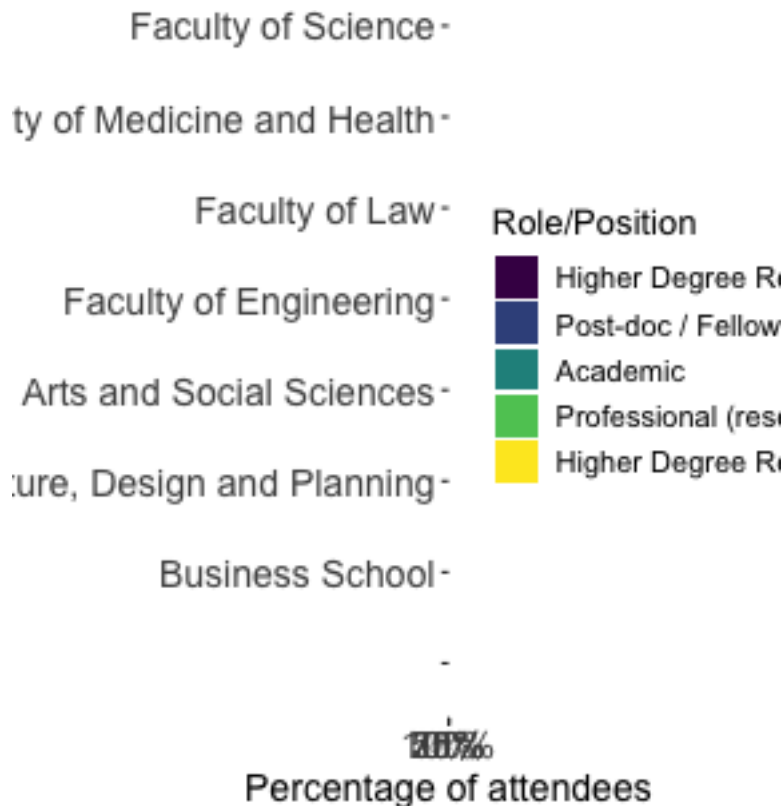 Faculty of Science
ty of Medicine and Health
Faculty of Law
Faculty of Engineering
Arts and Social Sciences
ure, Design and Planning
Business School
Role/Position
Higher Degree Re
Post-doc / Fellow
Academic
Professional (rese
Higher Degree Re
Percentage of attendees